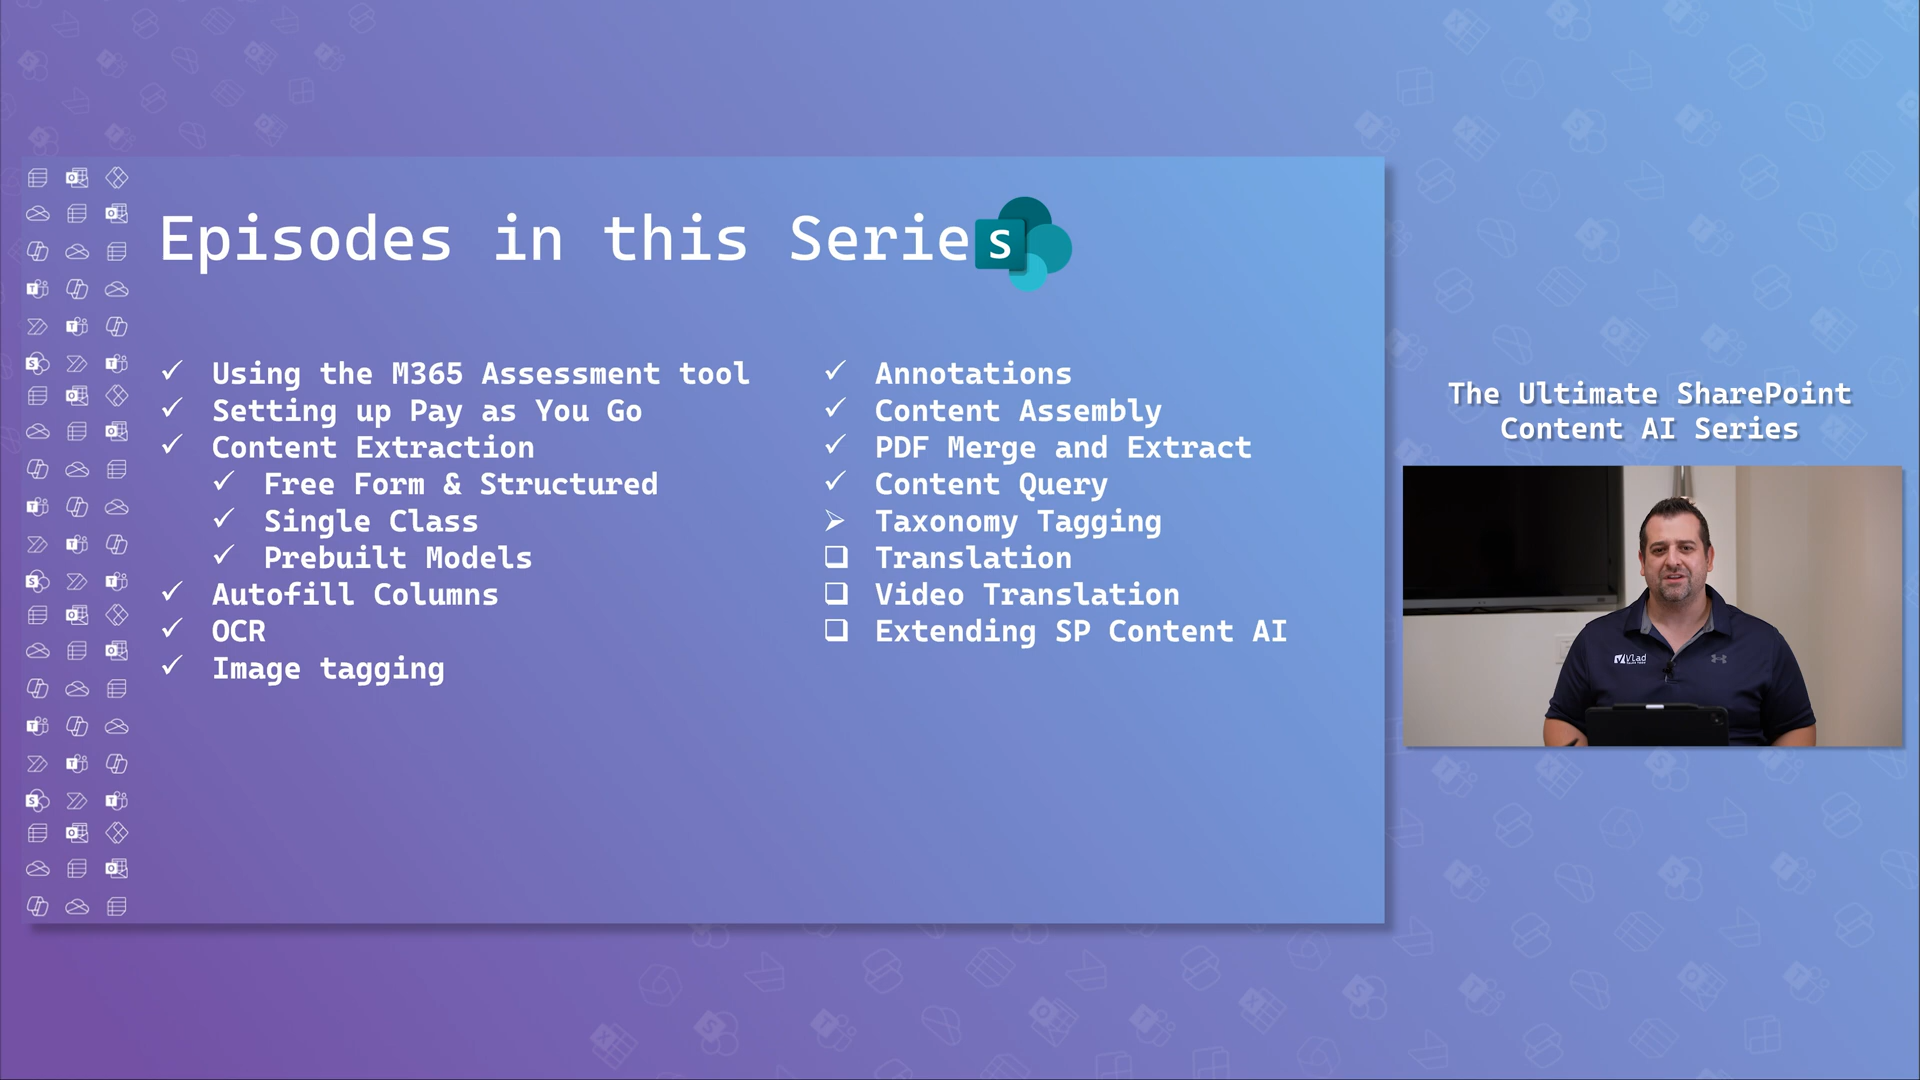 Episodes in this Series
Using the M365 Assessment tool
Setting up Pay as You Go
Content Extraction
Free Form & Structured
Single Class
Prebuilt Models
Autofill Columns
OCR
Image tagging
Annotations
Content Assembly
PDF Merge and Extract
Content Query
Taxonomy Tagging
Translation
Video Translation
Extending SP Content AI
The Ultimate SharePoint
Content AI Series
Vlad